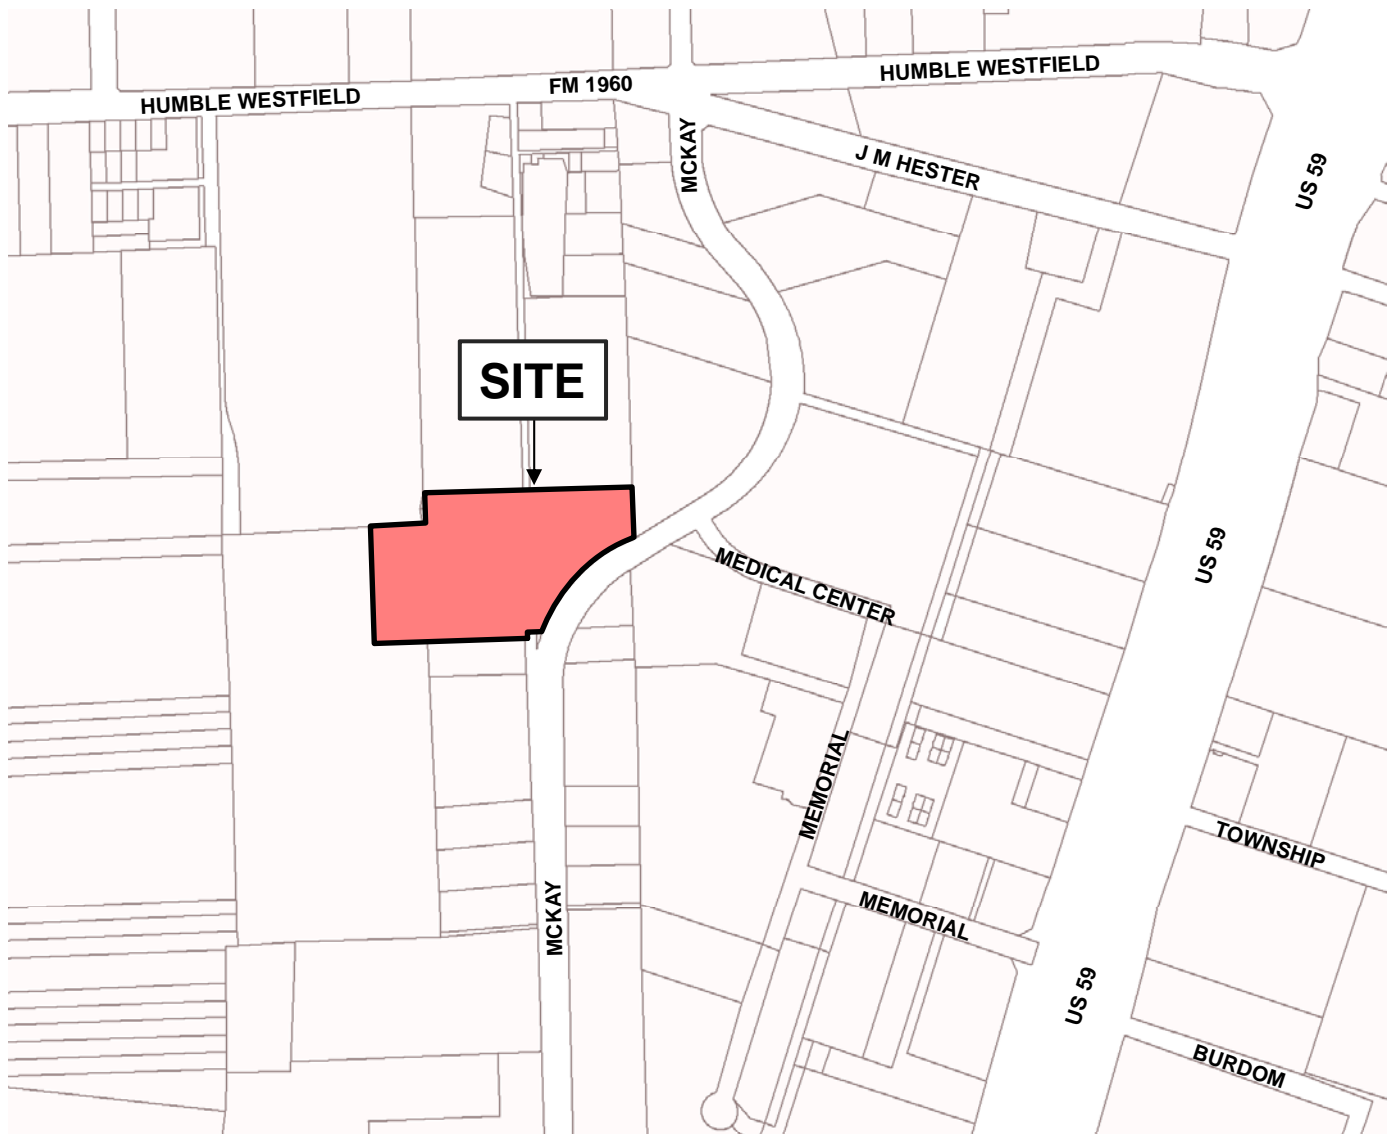 HUMBLE WESTFIELD
FM 1960
HUMBLE WESTFIELD
MCKAY
J M HESTER
US 59
SITE
US 59
MEDICAL CENTER
MEMORIAL
TOWNSHIP
MCKAY
MEMORIAL
US 59
BURDOM